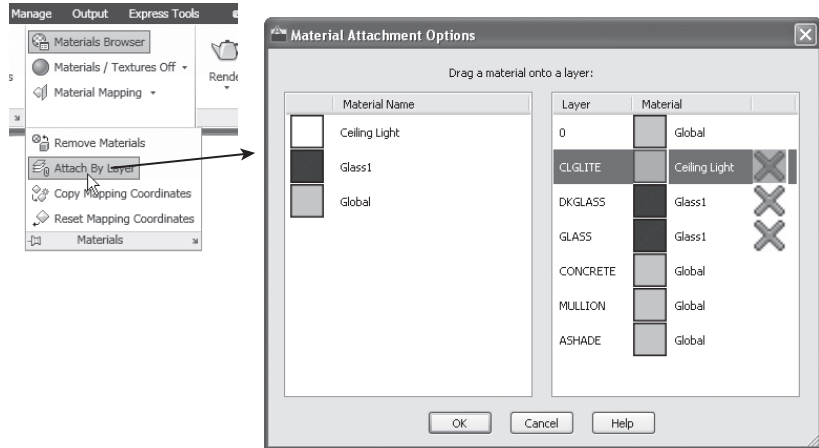 Manage Output Express Tools
Materials Browser
Materials / Textures Off
Material Mapping
Remove Materials
Attach By Layer
Copy Mapping Coordinates
Reset Mapping Coordinates
Materials
Material Attachment Options
Drag a material onto a layer:
Material Name
Ceiling Light
Glass1
Global
Layer Material
0 Global
CLGLITE Ceiling Light
DKGLASS Glass1
GLASS Glass1
CONCRETE Global
MULLION Global
ASHADE Global
OK Cancel Help